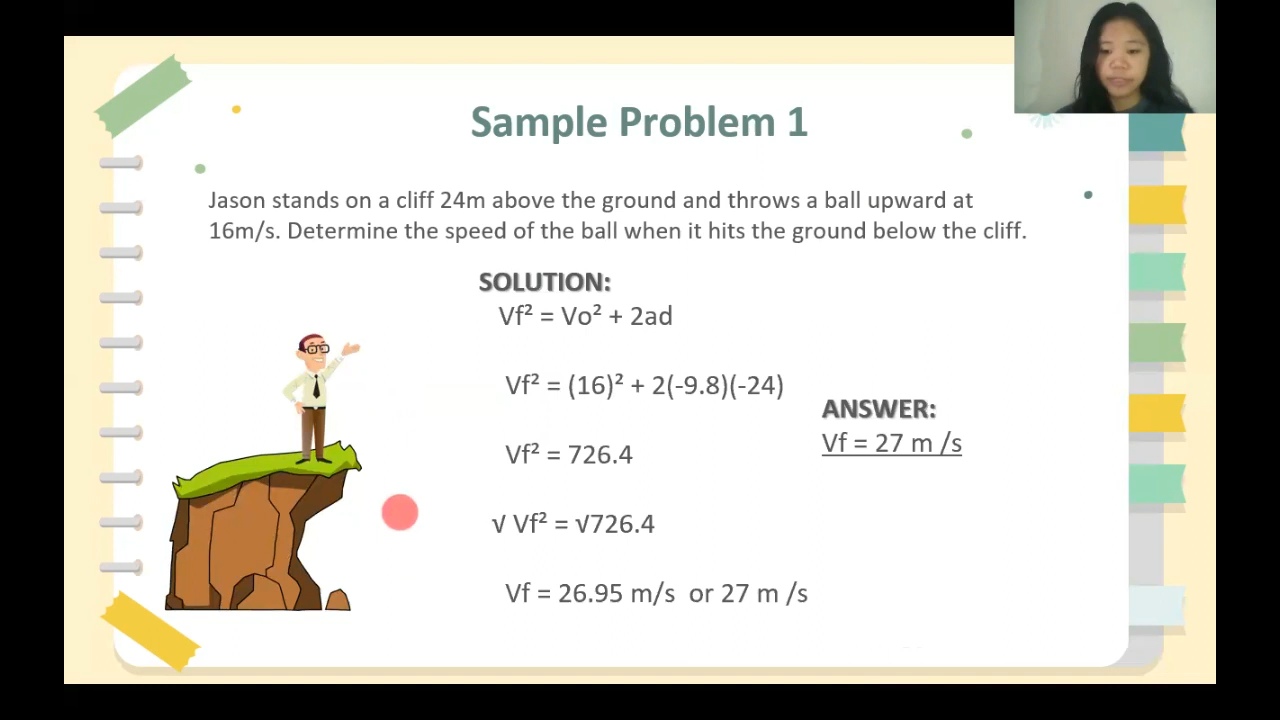 Sample Problem 1
Jason stands on a cliff 24m above the ground and throws a ball upward at
16m/s. Determine the speed of the ball when it hits the ground below the cliff.
SOLUTION:
Vf² = Vo² + 2ad
Vf² = (16)² + 2(-9.8)(-24)
Vf² = 726.4
√ Vf² = √726.4
Vf = 26.95 m/s or 27 m /s
ANSWER:
Vf = 27 m /s